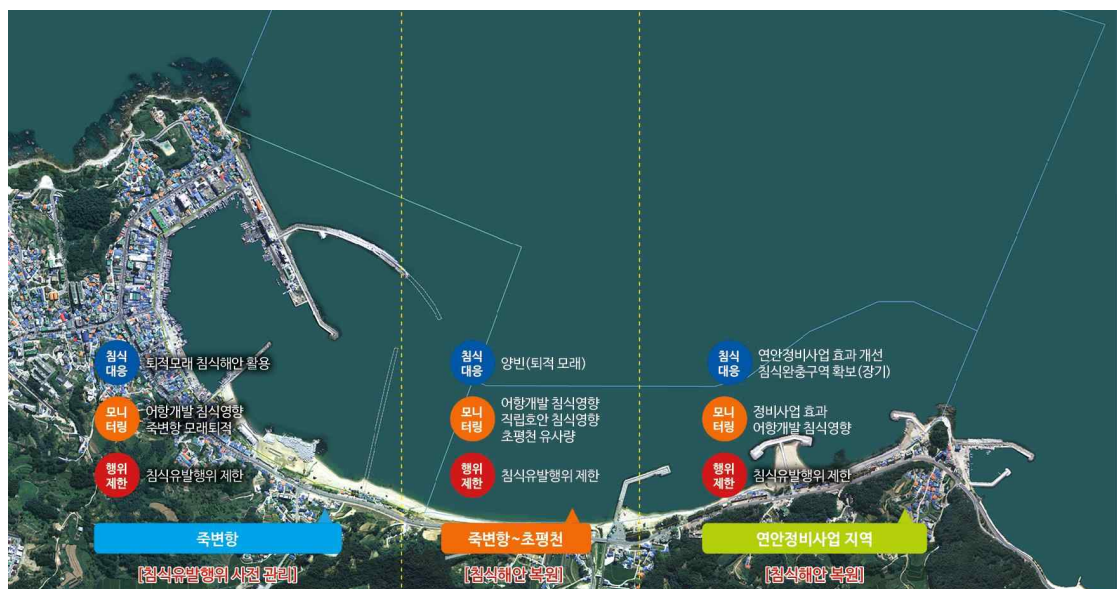 침식
대응
퇴적모래 침식해안 활용
모니
터링
어항개발 침식영향
죽변항 모래퇴적
행위
제한
침식유발행위 제한
죽변항
[침식유발행위 사전 관리]
침식
대응
양빈(퇴적 모래)
모니
터링
어항개발 침식영향
직립호안 침식영향
초평천 유사량
행위
제한
침식유발행위 제한
죽변항~초평천
[침식해안 복원]
침식
대응
연안정비사업 효과 개선
침식완충구역 확보(장기)
모니
터링
정비사업 효과
어항개발 침식영향
행위
제한
침식유발행위 제한
연안정비사업 지역
[침식해안 복원]